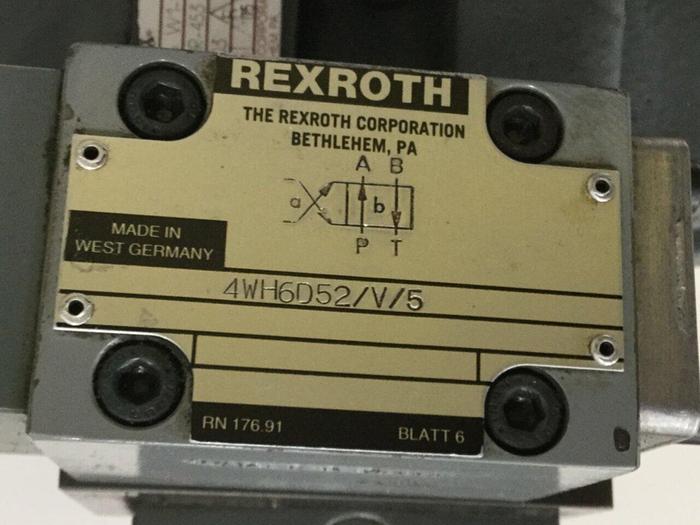 REXROTH
THE REXROTH CORPORATION
BETHLEHEM, PA
A B
a b
P T
MADE IN
WEST GERMANY
4WH6D52/V/5
RN 176.91 BLATT 6